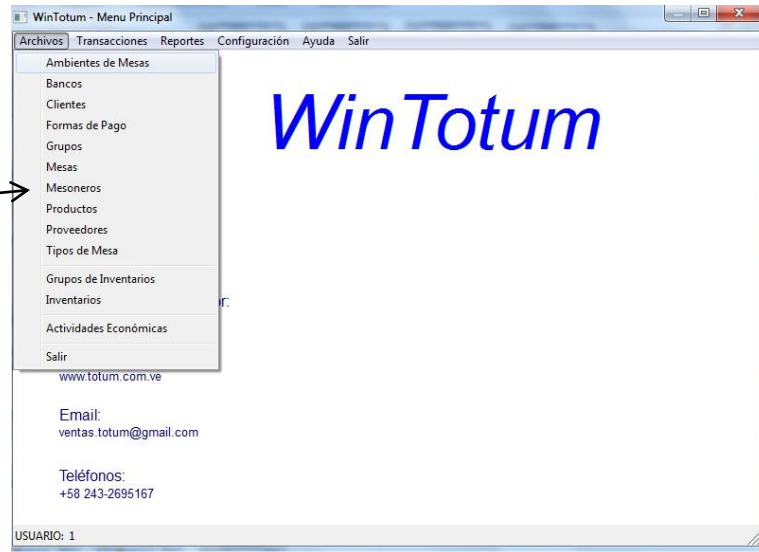 WinTotum - Menu Principal
Archivos Transacciones Reportes Configuración Ayuda Salir
Ambientes de Mesas
Bancos
Clientes
Formas de Pago
Grupos
Mesas
Mesoneros
Productos
Proveedores
Tipos de Mesa
Grupos de Inventarios
Inventarios
Actividades Económicas
Salir
WinTotum
or:
www.totum.com.ve
Email:
ventas.totum@gmail.com
Teléfonos:
+58 243-2695167
USUARIO: 1